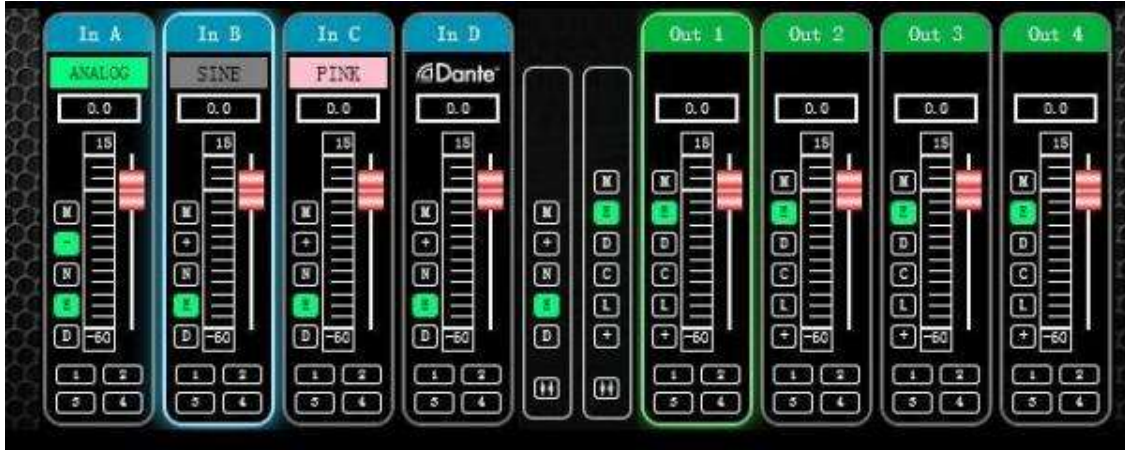 In A In B In C In D Out 1 Out 2 Out 3 Out 4
ANALOG SINE PINK Dante
0.0 0.0 0.0 0.0 0.0 0.0 0.0 0.0
15 15 15 15 15 15 15 15
M M M M M
M M M M M E E E E E
- + + + + D D D D D
N N N N N C C C C C
E E E E E L L L L L
D -60 D -60 D -60 D -60 D + + -60 + -60 + -60 + -60
1 2 1 2 1 2 1 2 1 2 1 2 1 2 1 2
3 4 3 4 3 4 3 4 3 4 3 4 3 4 3 4